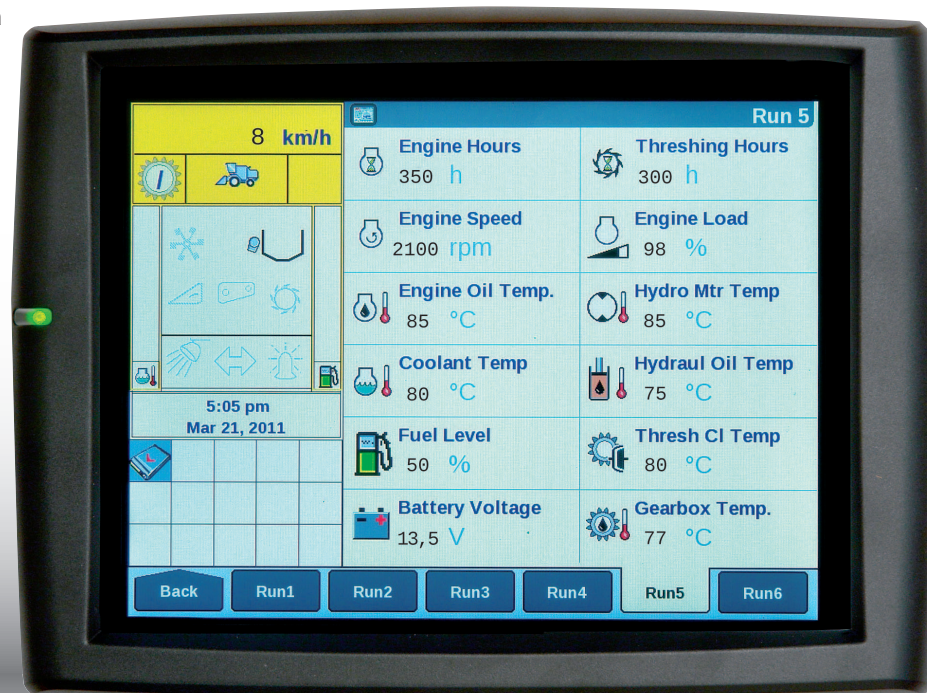 8 km/h
Run 5
Engine Hours
350 h
Threshing Hours
300 h
Engine Speed
2100 rpm
Engine Load
98 %
Engine Oil Temp.
85 °C
Hydro Mtr Temp
85 °C
Coolant Temp
80 °C
Hydraul Oil Temp
75 °C
Fuel Level
50 %
Thresh Cl Temp
80 °C
Battery Voltage
13,5 V
Gearbox Temp.
77 °C
5:05 pm
Mar 21, 2011
Back Run1 Run2 Run3 Run4 Run5 Run6